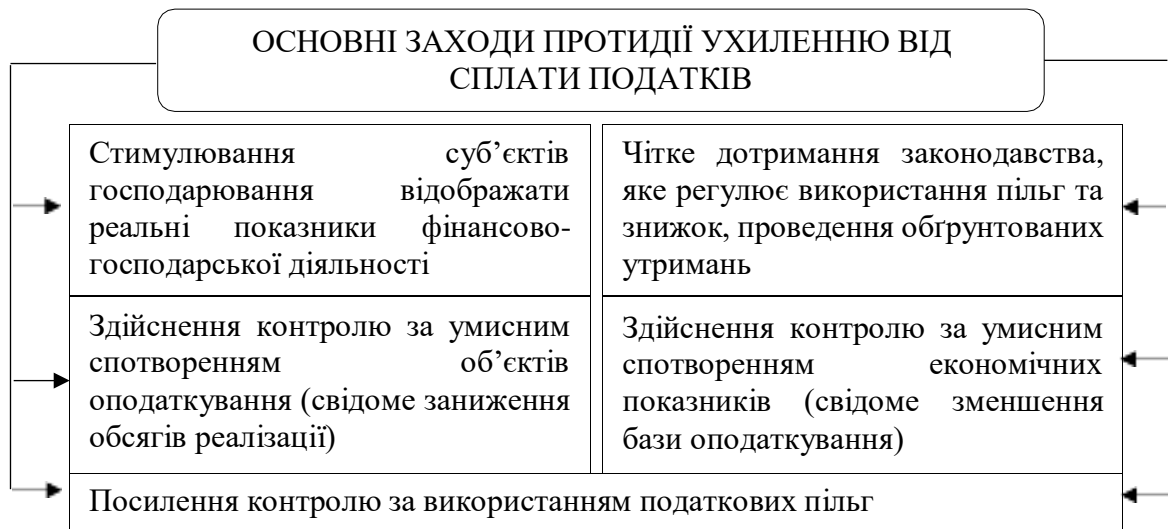 ОСНОВНІ ЗАХОДИ ПРОТИДІЇ УХИЛЕННЮ ВІД
СПЛАТИ ПОДАТКІВ
Стимулювання суб’єктів
господарювання відображати
реальні показники фінансово-
господарської діяльності
Чітке дотримання законодавства,
яке регулює використання пільг та
знижок, проведення обґрунтованих
утримань
Здійснення контролю за умисним
спотворенням об’єктів
оподаткування (свідоме заниження
обсягів реалізації)
Здійснення контролю за умисним
спотворенням економічних
показників (свідоме зменшення
бази оподаткування)
Посилення контролю за використанням податкових пільг